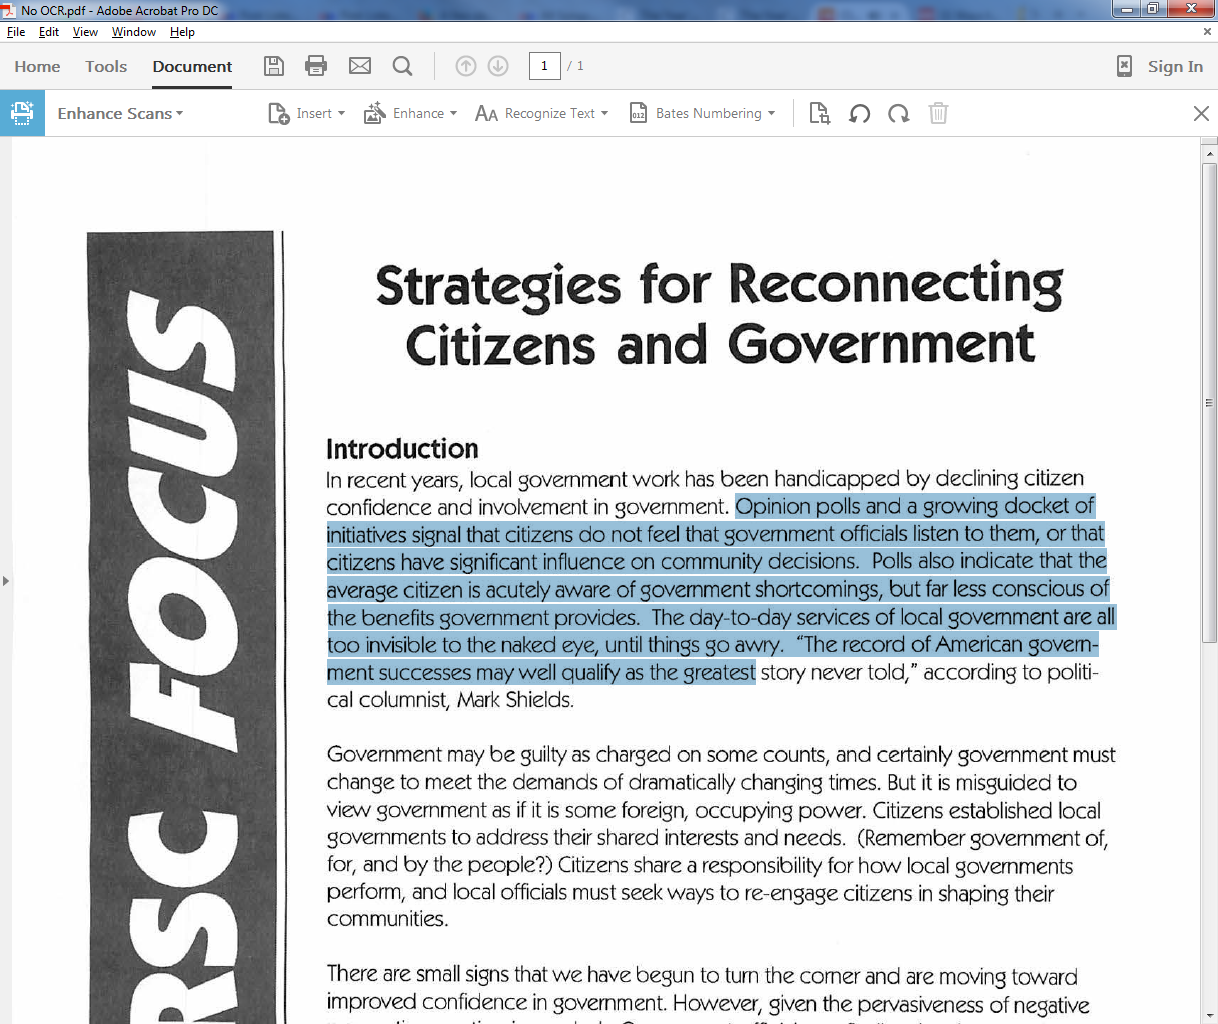 No OCR.pdf - Adobe Acrobat Pro DC
File Edit View Window Help
Home Tools Document 1 / 1 Sign In
Enhance Scans Insert Enhance Recognize Text 012 Bates Numbering
Strategies for Reconnecting
Citizens and Government
RSC FOCUS
Introduction
In recent years, local government work has been handicapped by declining citizen
confidence and involvement in government. Opinion polls and a growing docket of
initiatives signal that citizens do not feel that government officials listen to them, or that
citizens have significant influence on community decisions. Polls also indicate that the
average citizen is acutely aware of government shortcomings, but far less conscious of
the benefits government provides. The day-to-day services of local government are all
too invisible to the naked eye, until things go awry. “The record of American govern-
ment successes may well qualify as the greatest story never told,” according to politi-
cal columnist, Mark Shields.
Government may be guilty as charged on some counts, and certainly government must
change to meet the demands of dramatically changing times. But it is misguided to
view government as if it is some foreign, occupying power. Citizens established local
governments to address their shared interests and needs. (Remember government of,
for, and by the people?) Citizens share a responsibility for how local governments
perform, and local officials must seek ways to re-engage citizens in shaping their
communities.
There are small signs that we have begun to turn the corner and are moving toward
improved confidence in government. However, given the pervasiveness of negative